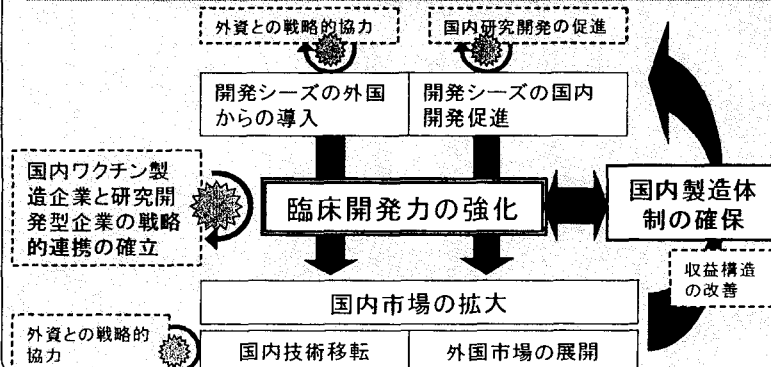 外資との戦略的協力
国内研究開発の促進
開発シーズの外国
からの導入
開発シーズの国内
開発促進
国内ワクチン製
造企業と研究開
発型企業の戦略
的連携の確立
臨床開発力の強化
国内製造体
制の確保
収益構造
の改善
国内市場の拡大
外資との戦略的
協力
国内技術移転
外国市場の展開